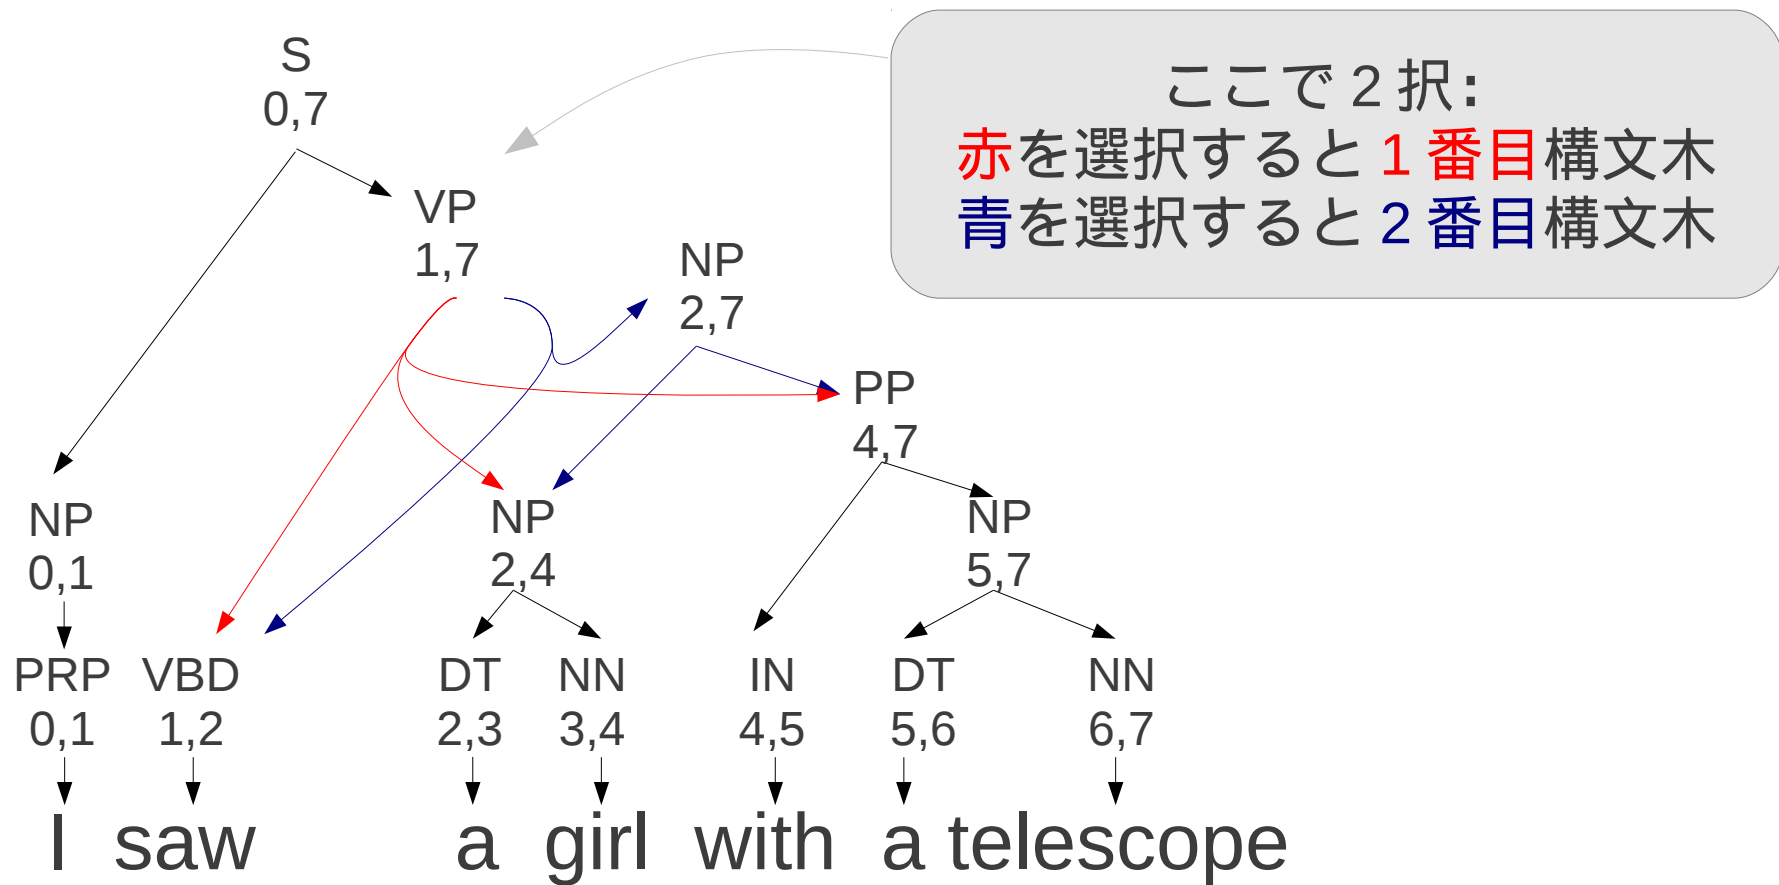 S
0,7
ここで 2 択:
赤を選択すると 1 番目構文木
青を選択すると 2 番目構文木
VP
1,7
NP
2,7
PP
4,7
NP
0,1
NP
2,4
NP
5,7
PRP VBD DT NN IN DT NN
0,1 1,2 2,3 3,4 4,5 5,6 6,7
I saw a girl with a telescope